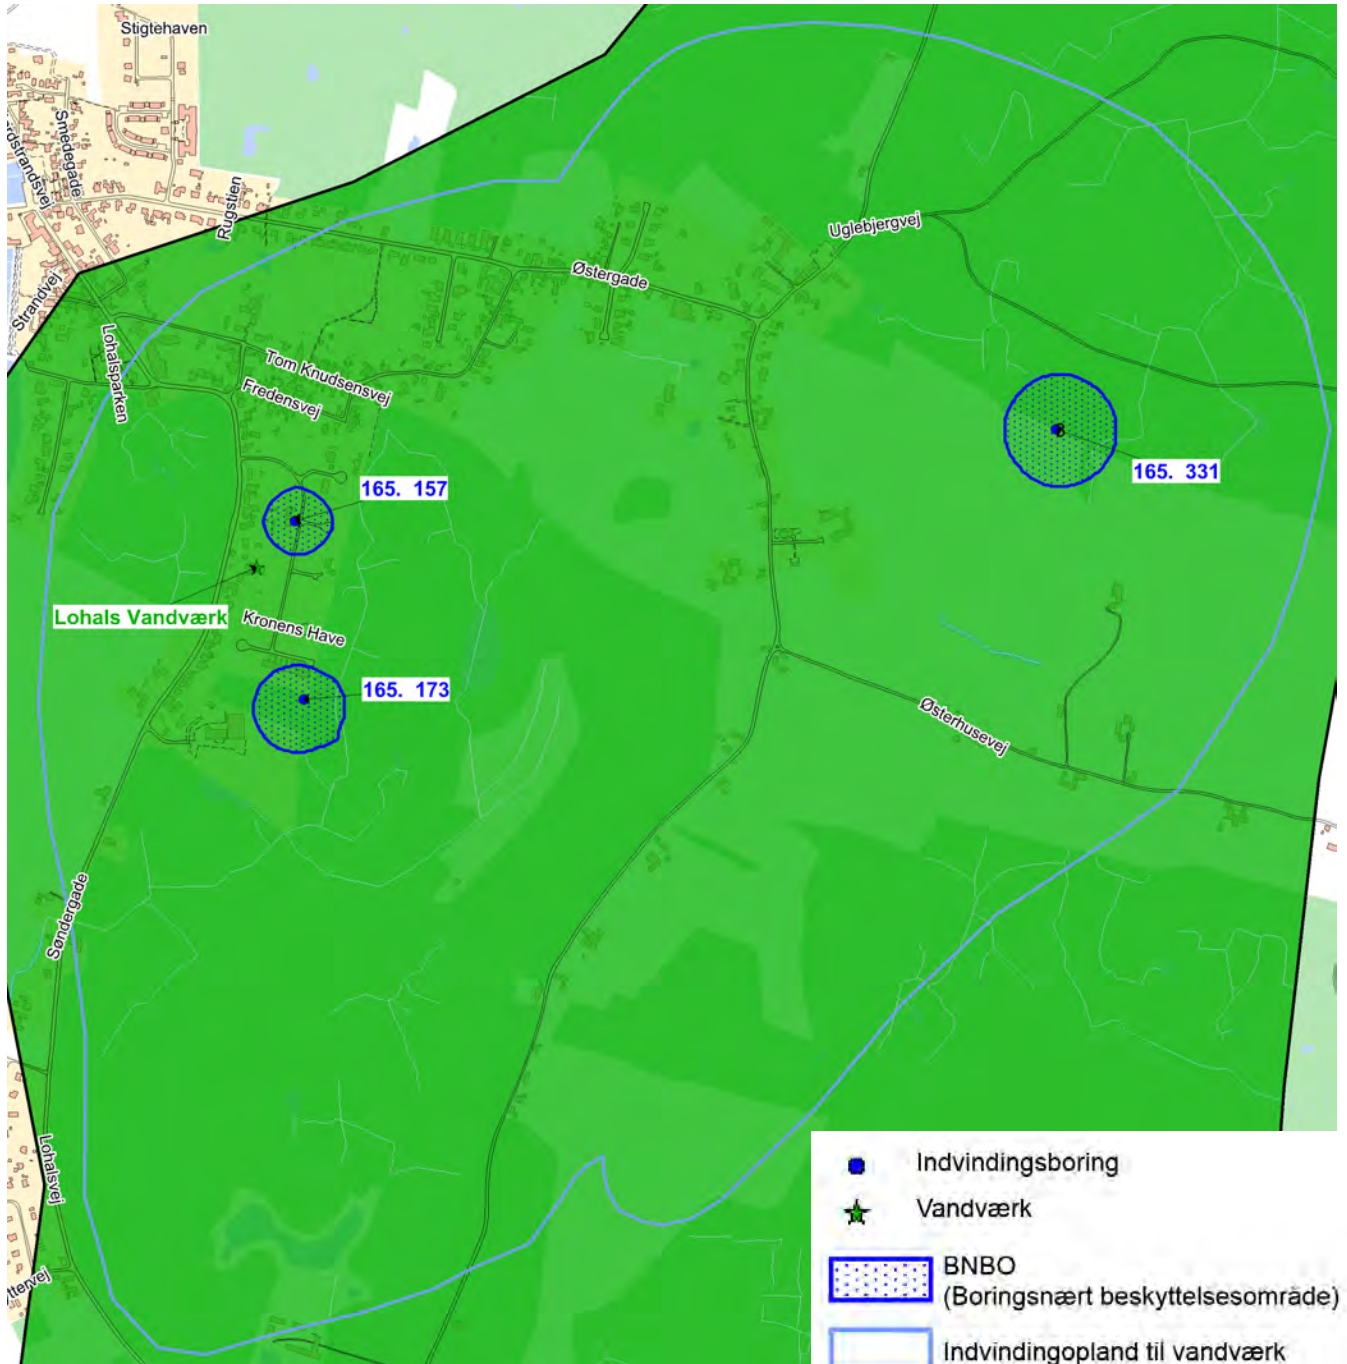 Stigtehaven
Smedegade
Rugstien
Strandvej
Uglebjergvej
Østergade
Lohalsparken
Tom Knudsensvej
Fredensvej
165. 331
165. 157
Lohals Vandværk
Kronens Have
165. 173
Østerhusevej
Søndergade
Lohalsvej
Indvindingsboring
Vandværk
BNBO
(Boringsnært beskyttelsesområde)
Indvindingopland til vandværk